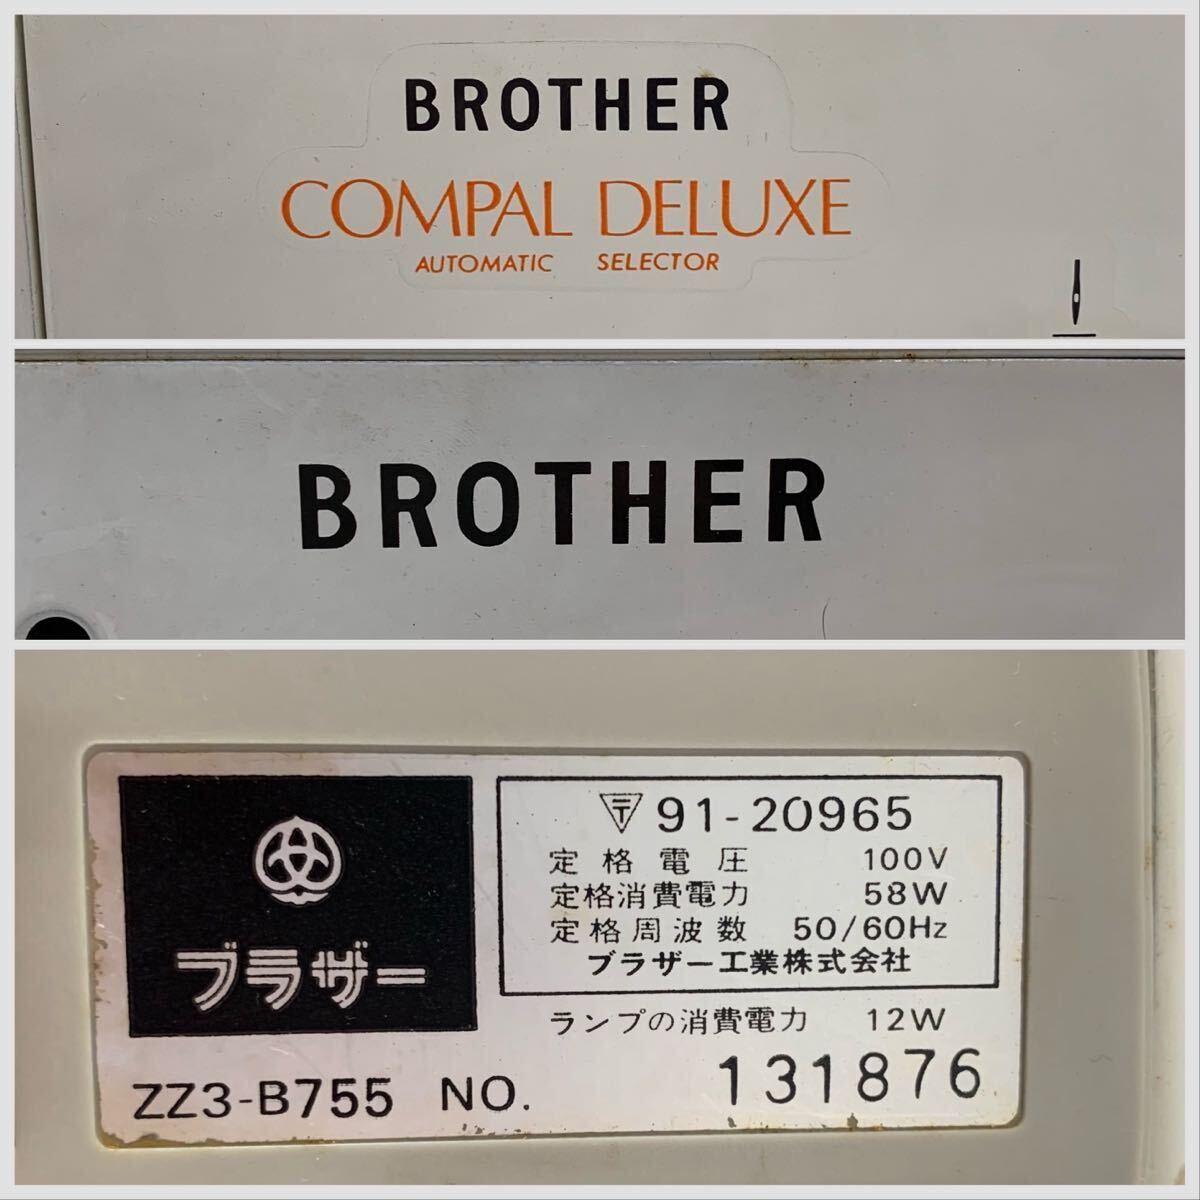 BROTHER
COMPAL DELUXE
AUTOMATIC SELECTOR
BROTHER
ブラザー
〒 91-20965
定格電圧 100V
定格消費電力 58W
定格周波数 50/60Hz
ブラザー工業株式会社
ランプの消費電力 12W
ZZ3-B755 NO. 131876